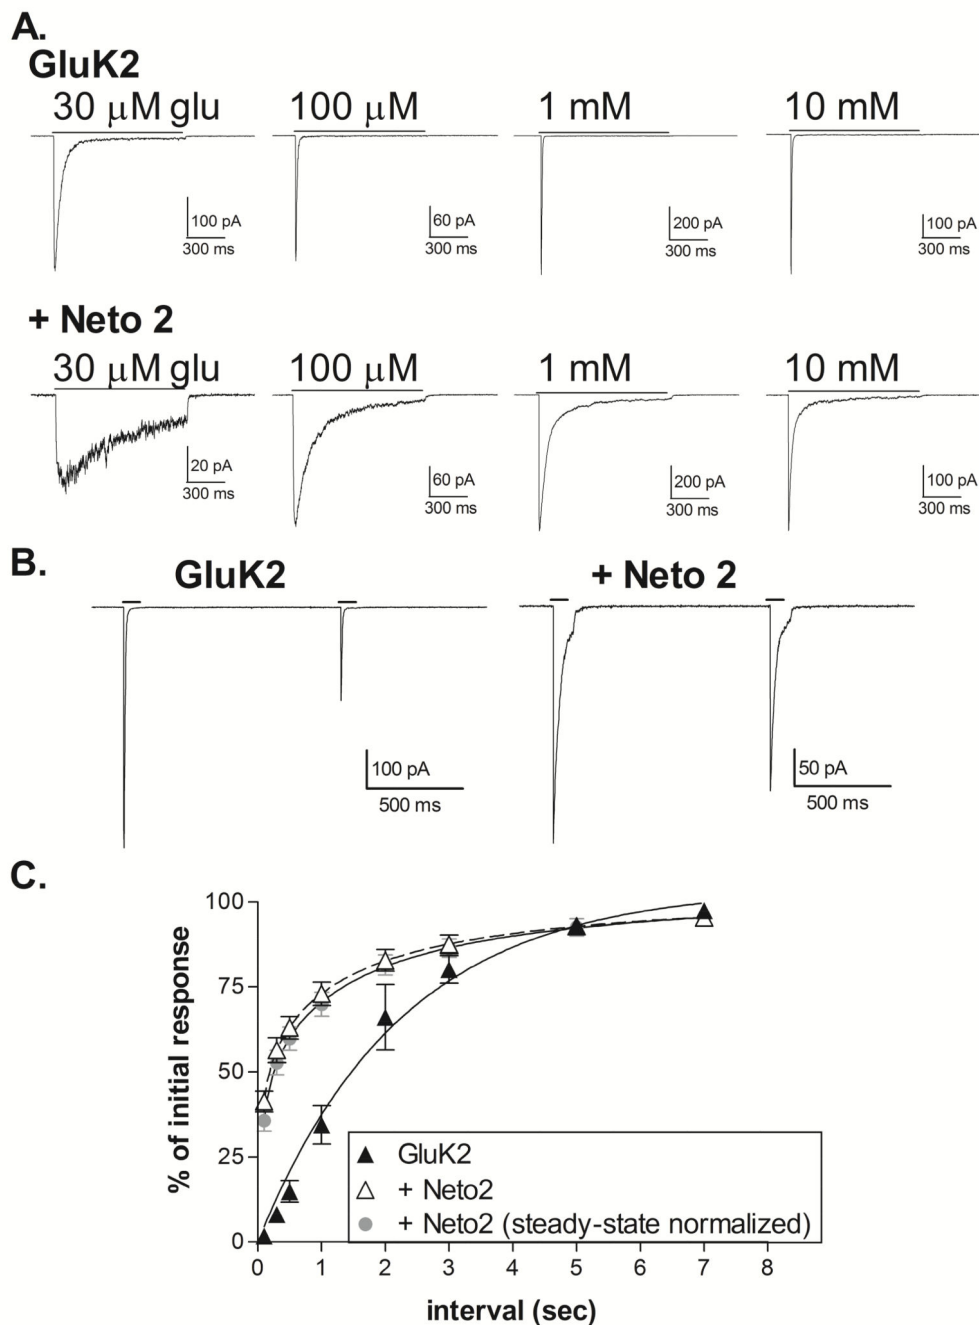 A.
GluK2
30 μM glu 100 μM 1 mM 10 mM
100 pA 60 pA 200 pA 100 pA
300 ms 300 ms 300 ms 300 ms
+ Neto 2
30 μM glu 100 μM 1 mM 10 mM
20 pA 60 pA 200 pA 100 pA
300 ms 300 ms 300 ms 300 ms
B.
GluK2 + Neto 2
100 pA 50 pA
500 ms 500 ms
C.
% of initial response
100
75
50
25
0
GluK2
+ Neto2
+ Neto2 (steady-state normalized)
0 1 2 3 4 5 6 7 8
interval (sec)